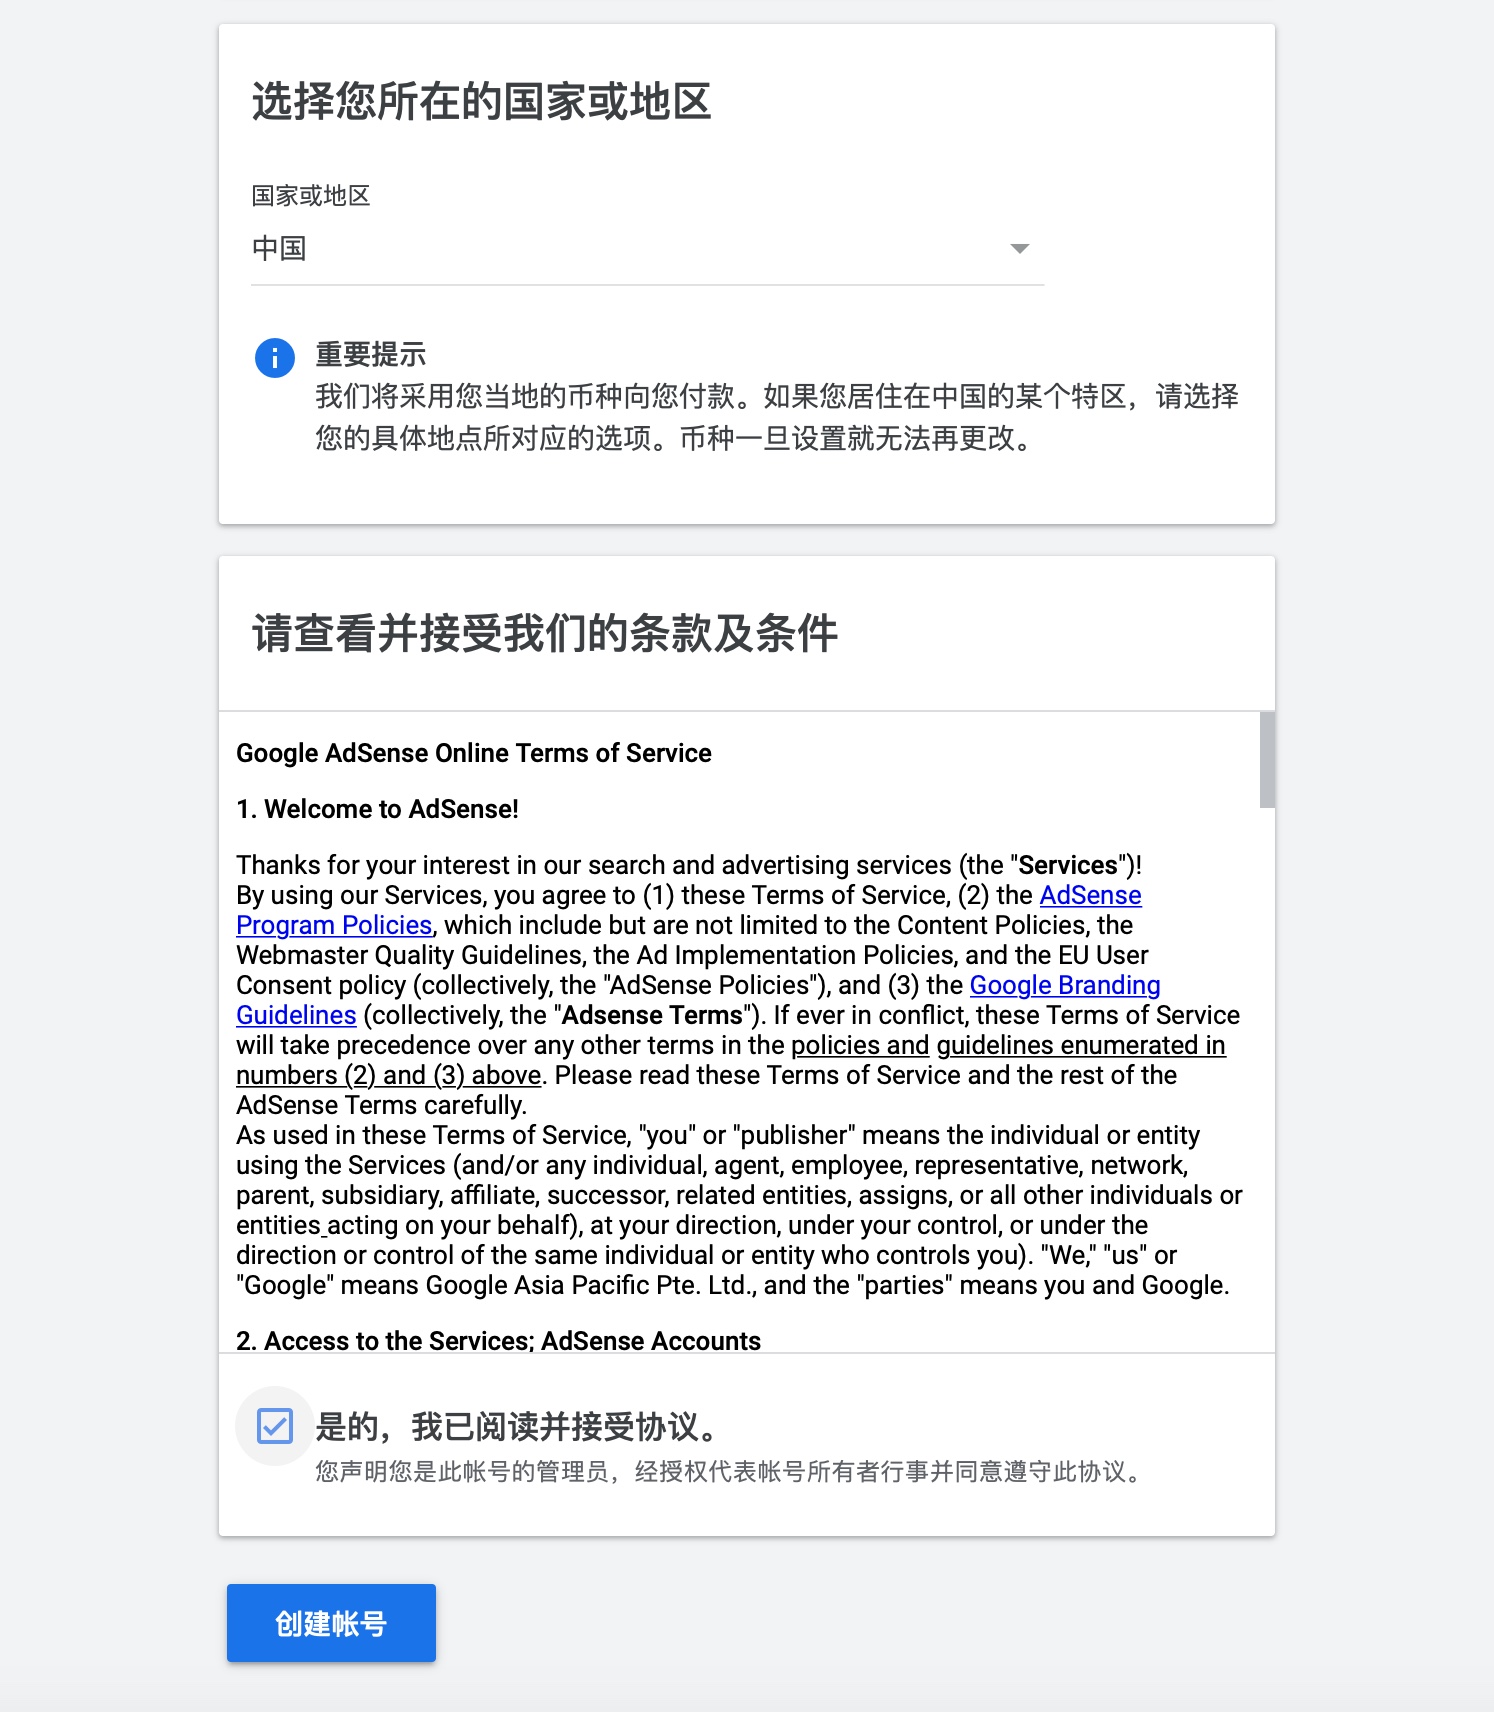 选择您所在的国家或地区
国家或地区
中国
重要提示
我们将采用您当地的币种向您付款。如果您居住在中国的某个特区，请选择
您的具体地点所对应的选项。币种一旦设置就无法再更改。
请查看并接受我们的条款及条件
Google AdSense Online Terms of Service
1. Welcome to AdSense!
Thanks for your interest in our search and advertising services (the "Services")!
By using our Services, you agree to (1) these Terms of Service, (2) the AdSense
Program Policies, which include but are not limited to the Content Policies, the
Webmaster Quality Guidelines, the Ad Implementation Policies, and the EU User
Consent policy (collectively, the "AdSense Policies"), and (3) the Google Branding
Guidelines (collectively, the "Adsense Terms"). If ever in conflict, these Terms of Service
will take precedence over any other terms in the policies and guidelines enumerated in
numbers (2) and (3) above. Please read these Terms of Service and the rest of the
AdSense Terms carefully.
As used in these Terms of Service, "you" or "publisher" means the individual or entity
using the Services (and/or any individual, agent, employee, representative, network,
parent, subsidiary, affiliate, successor, related entities, assigns, or all other individuals or
entities acting on your behalf), at your direction, under your control, or under the
direction or control of the same individual or entity who controls you). "We," "us" or
"Google" means Google Asia Pacific Pte. Ltd., and the "parties" means you and Google.
2. Access to the Services; AdSense Accounts
是的，我已阅读并接受协议。
您声明您是此帐号的管理员，经授权代表帐号所有者行事并同意遵守此协议。
创建帐号